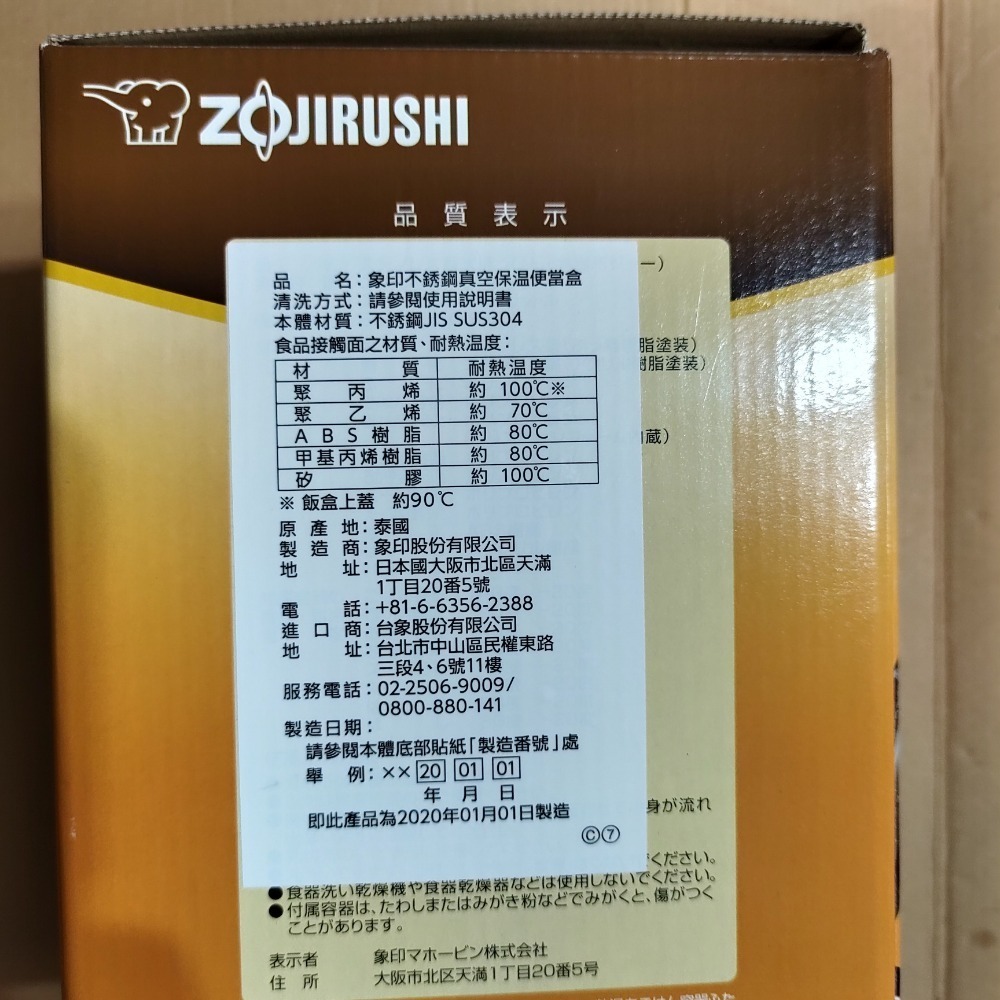 ZOJIRUSHI
品質表示
品名：象印不銹鋼真空保温便當盒
清洗方式：請參閱使用說明書
本體材質：不銹鋼JIS SUS304
食品接觸面之材質、耐熱温度：
材質 耐熱温度
聚丙烯 約 100℃※
聚乙烯 約 70℃
ABS樹脂 約 80℃
甲基丙烯樹脂 約 80℃
矽膠 約 100℃
※ 飯盒上蓋 約90℃
原產地：泰國
製造商：象印股份有限公司
地址：日本國大阪市北區天滿
1丁目20番5號
電話：+81-6-6356-2388
進口商：台象股份有限公司
地址：台北市中山區民權東路
三段4、6號11樓
服務電話：02-2506-9009/
0800-880-141
製造日期：
請參閱本體底部貼紙「製造番號」處
舉例：×× 20 01 01
年 月 日
即此產品為2020年01月01日製造
Ⓒ⑦
ー）
脂塗装）
樹脂塗装）
蔵）
身が流れ
ください。
●食器洗い乾燥機や食器乾燥器などは使用しないでください。
●付属容器は、たわしまたはみがき粉などでみがくと、傷がつく
ことがあります。
表示者 象印マホービン株式会社
住所 大阪市北区天満1丁目20番5号